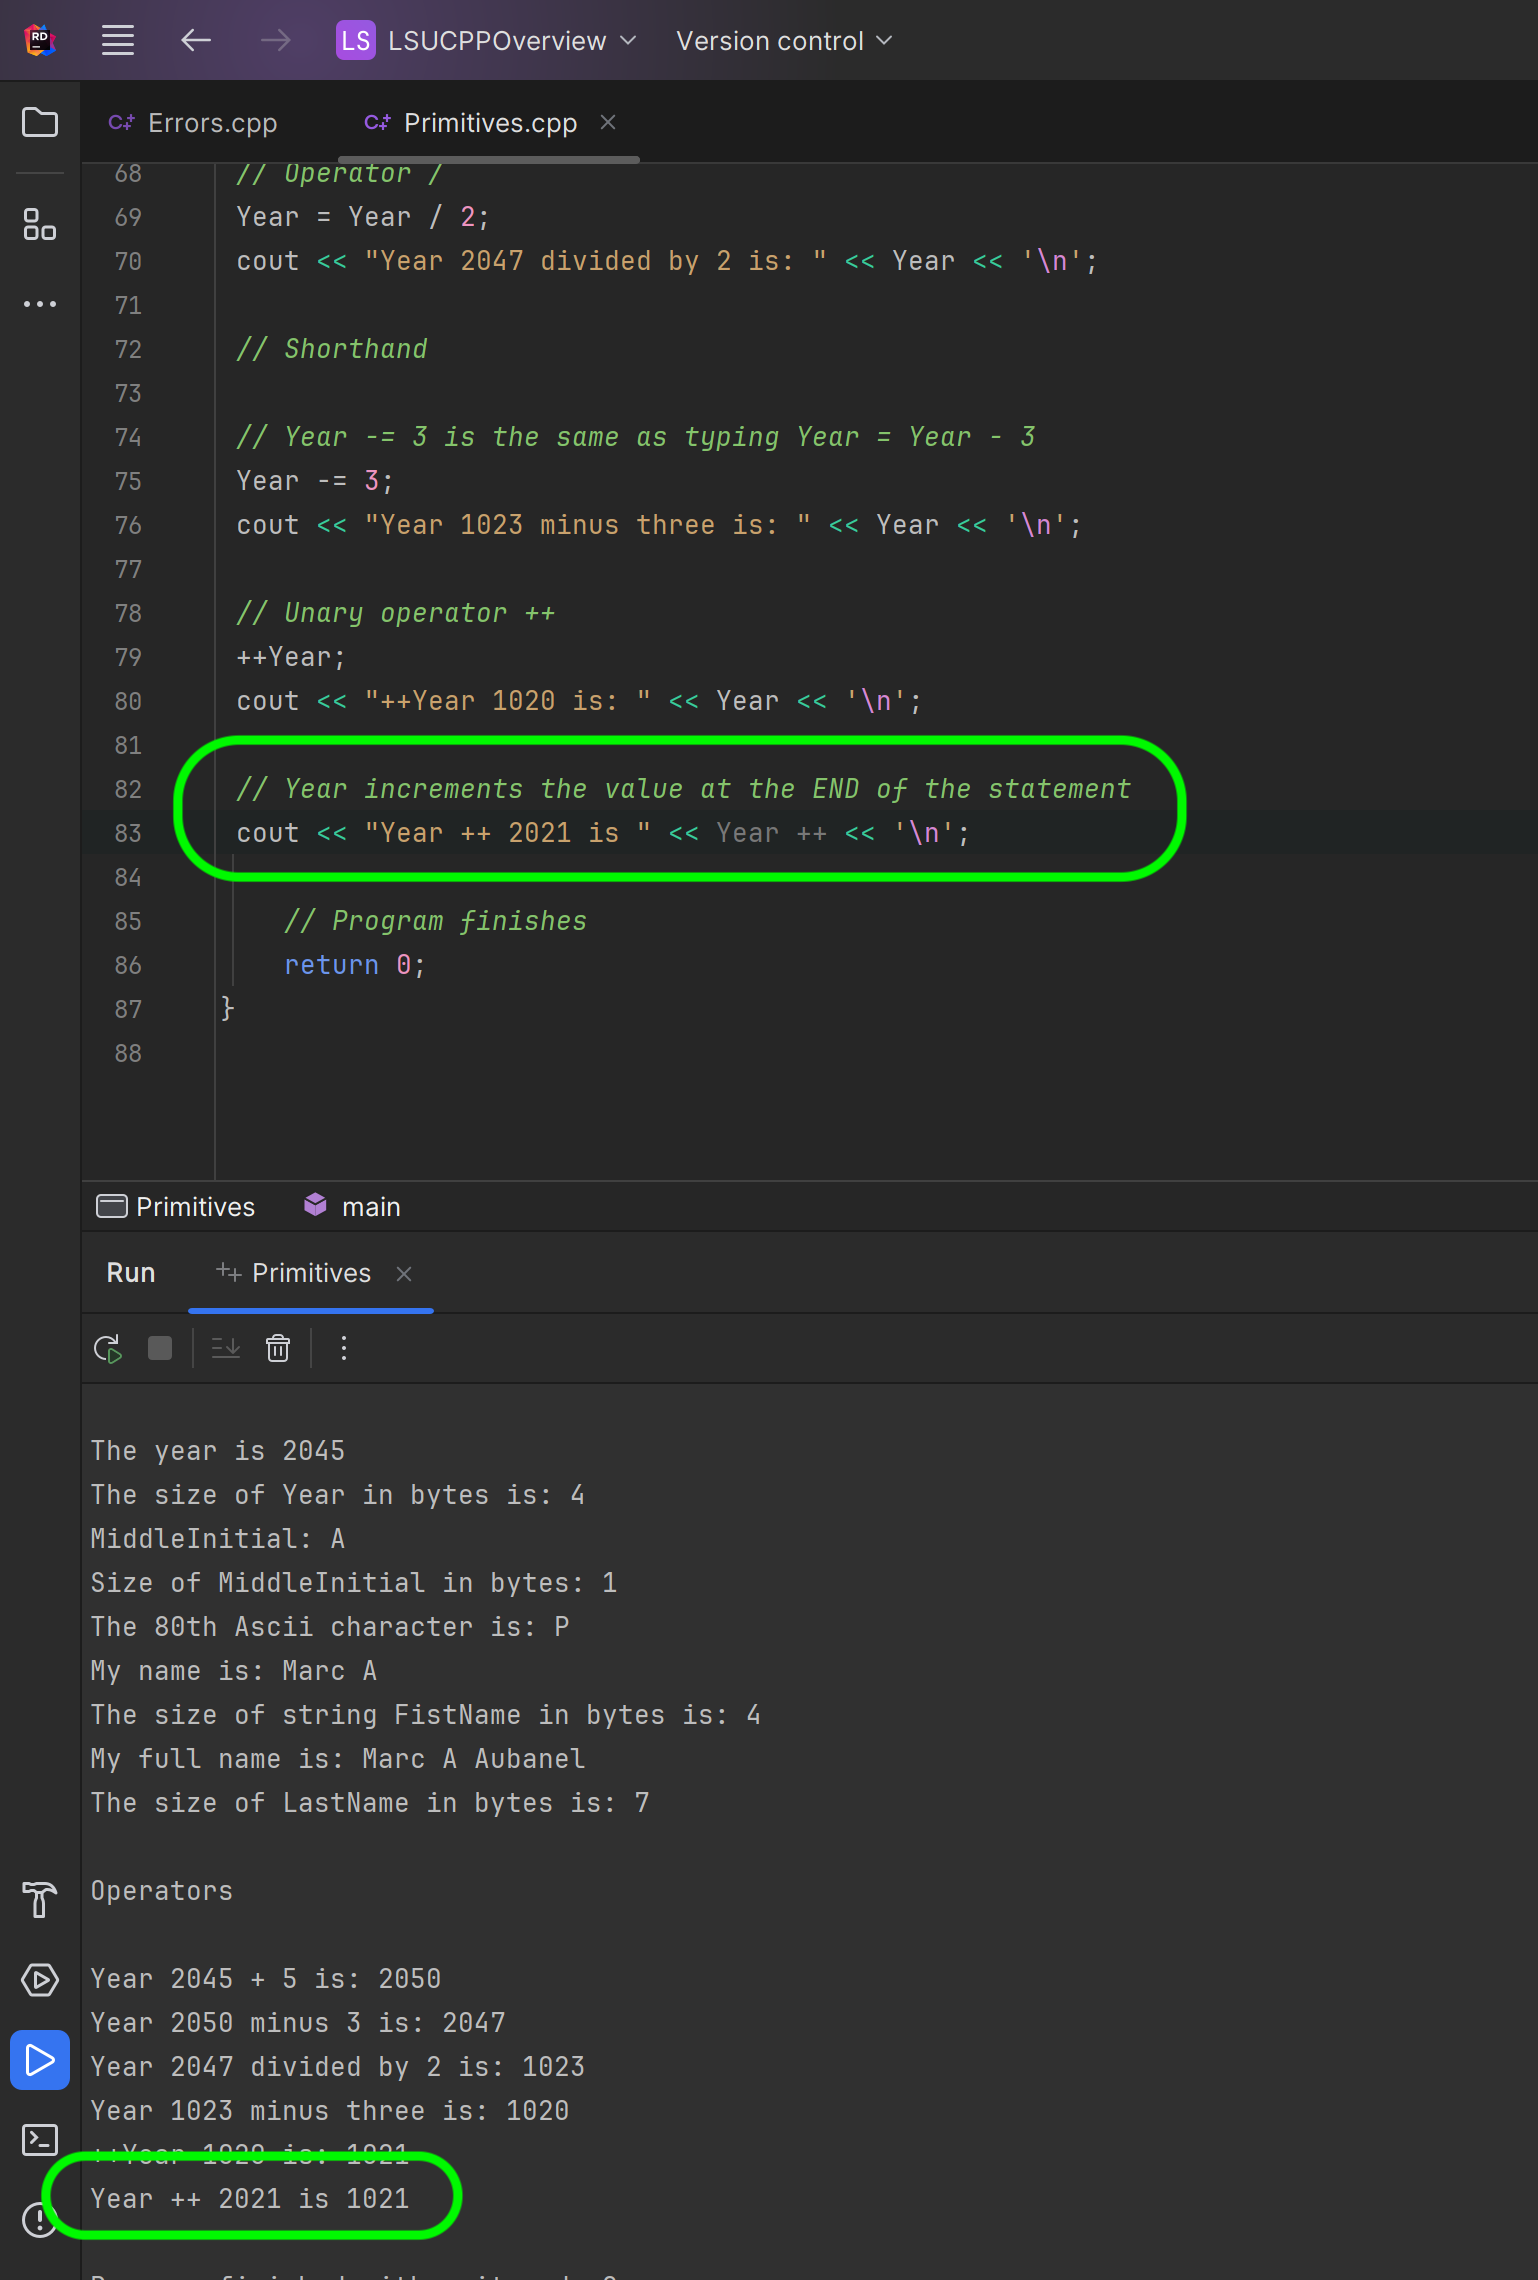 LS LSUCPPOverview Version control
Errors.cpp Primitives.cpp
68 // Operator /
69 Year = Year / 2;
70 cout << "Year 2047 divided by 2 is: " << Year << '\n';
71
72 // Shorthand
73
74 // Year -= 3 is the same as typing Year = Year - 3
75 Year -= 3;
76 cout << "Year 1023 minus three is: " << Year << '\n';
77
78 // Unary operator ++
79 ++Year;
80 cout << "++Year 1020 is: " << Year << '\n';
81
82 // Year increments the value at the END of the statement
83 cout << "Year ++ 2021 is " << Year ++ << '\n';
84
85 // Program finishes
86 return 0;
87 }
88
Primitives main
Run Primitives
The year is 2045
The size of Year in bytes is: 4
MiddleInitial: A
Size of MiddleInitial in bytes: 1
The 80th Ascii character is: P
My name is: Marc A
The size of string FistName in bytes is: 4
My full name is: Marc A Aubanel
The size of LastName in bytes is: 7
Operators
Year 2045 + 5 is: 2050
Year 2050 minus 3 is: 2047
Year 2047 divided by 2 is: 1023
Year 1023 minus three is: 1020
++Year 1020 is: 1021
Year ++ 2021 is 1021